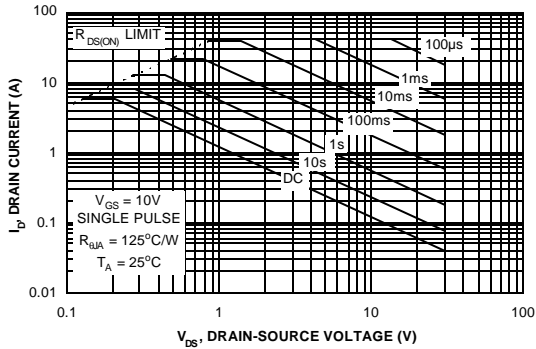 100
10
1
0.1
0.01
0.1
1
10
100
I_D, DRAIN CURRENT (A)
V_DS, DRAIN-SOURCE VOLTAGE (V)
R_DS(ON) LIMIT
100µs
1ms
10ms
100ms
1s
10s
DC
V_GS = 10V
SINGLE PULSE
R_θJA = 125°C/W
T_A = 25°C